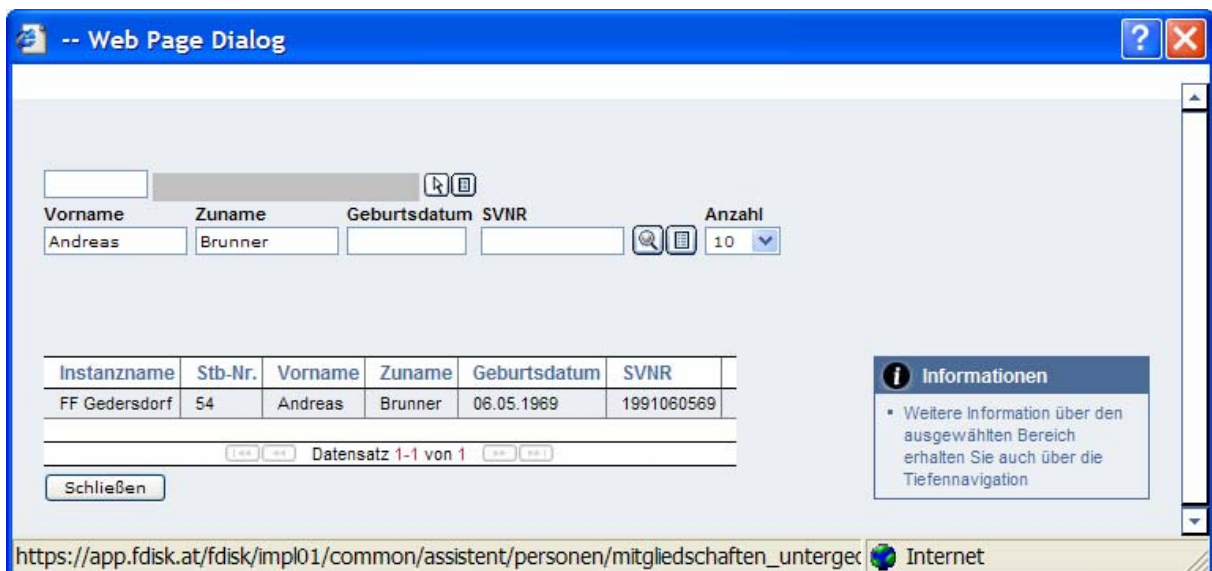 -- Web Page Dialog
Vorname Zuname Geburtsdatum SVNR Anzahl
Andreas Brunner 10
Instanzname Stb-Nr. Vorname Zuname Geburtsdatum SVNR
FF Gedersdorf 54 Andreas Brunner 06.05.1969 1991060569
Datensatz 1-1 von 1
Schließen
Informationen
Weitere Information über den
ausgewählten Bereich
erhalten Sie auch über die
Tiefennavigation
https://app.fdisk.at/fdisk/impl01/common/assistent/personen/mitgliedschaften_unterged Internet